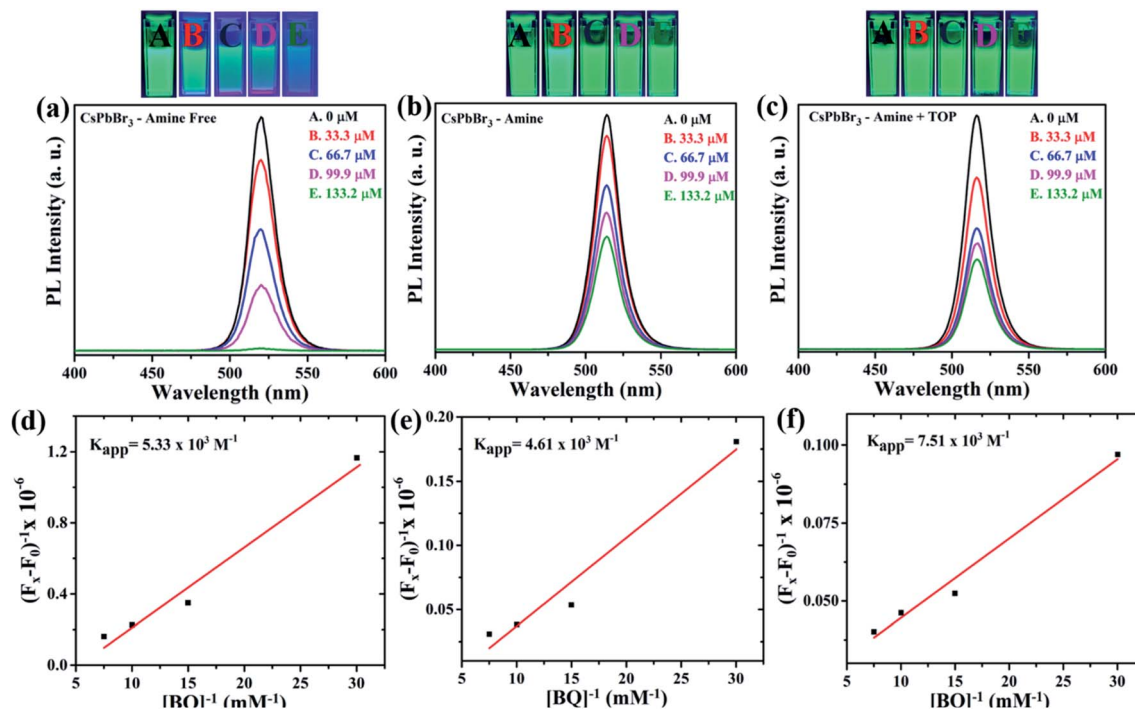 A B C D E
A B C D E
A B C D E
(a)
CsPbBr₃ - Amine Free
A. 0 μM
B. 33.3 μM
C. 66.7 μM
D. 99.9 μM
E. 133.2 μM
PL Intensity (a. u.)
400 450 500 550 600
Wavelength (nm)
(b)
CsPbBr₃ - Amine
A. 0 μM
B. 33.3 μM
C. 66.7 μM
D. 99.9 μM
E. 133.2 μM
PL Intensity (a. u.)
400 450 500 550 600
Wavelength (nm)
(c)
CsPbBr₃ - Amine + TOP
A. 0 μM
B. 33.3 μM
C. 66.7 μM
D. 99.9 μM
E. 133.2 μM
PL Intensity (a. u.)
400 450 500 550 600
Wavelength (nm)
(d)
Kapp= 5.33 x 10³ M⁻¹
(Fx-F₀)⁻¹x 10⁻⁶
1.2
0.8
0.4
0.0
5 10 15 20 25 30
[BQ]⁻¹ (mM⁻¹)
(e)
Kapp= 4.61 x 10³ M⁻¹
(Fx-F₀)⁻¹ x 10⁻⁶
0.20
0.15
0.10
0.05
5 10 15 20 25 30
[BQ]⁻¹ (mM⁻¹)
(f)
Kapp= 7.51 x 10³ M⁻¹
(Fx-F₀)⁻¹ x 10⁻⁶
0.100
0.075
0.050
5 10 15 20 25 30
[BQ]⁻¹ (mM⁻¹)